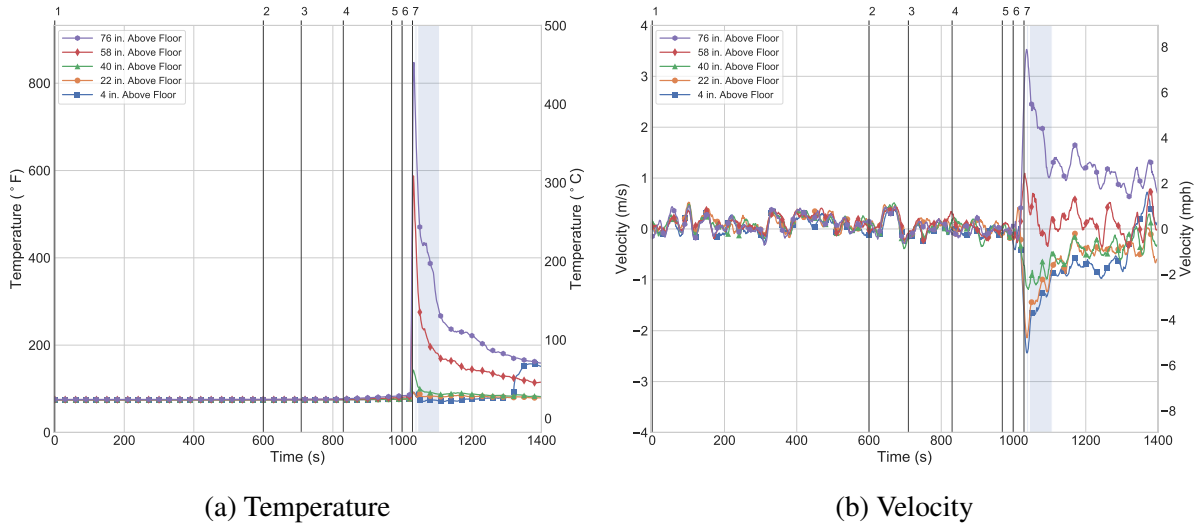 1 2 3 4 5 6 7
500
400
300
200
100
0
Temperature (°C)
800
600
400
200
0
Temperature (°F)
76 in. Above Floor
58 in. Above Floor
40 in. Above Floor
22 in. Above Floor
4 in. Above Floor
0 200 400 600 800 1000 1200 1400
Time (s)
(a) Temperature
1 2 3 4 5 6 7
4
3
2
1
0
−1
−2
−3
−4
Velocity (m/s)
8
6
4
2
0
−2
−4
−6
−8
Velocity (mph)
76 in. Above Floor
58 in. Above Floor
40 in. Above Floor
22 in. Above Floor
4 in. Above Floor
0 200 400 600 800 1000 1200 1400
Time (s)
(b) Velocity